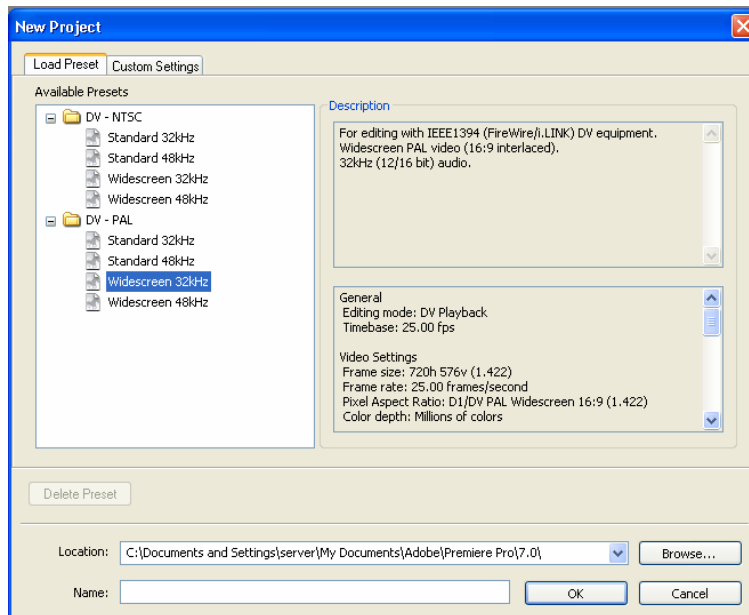 New Project
Load Preset
Custom Settings
Available Presets
DV - NTSC
Standard 32kHz
Standard 48kHz
Widescreen 32kHz
Widescreen 48kHz
DV - PAL
Standard 32kHz
Standard 48kHz
Widescreen 32kHz
Widescreen 48kHz
Description
For editing with IEEE1394 (FireWire/i.LINK) DV equipment.
Widescreen PAL video (16:9 interlaced).
32kHz (12/16 bit) audio.
General
Editing mode: DV Playback
Timebase: 25.00 fps
Video Settings
Frame size: 720h 576v (1.422)
Frame rate: 25.00 frames/second
Pixel Aspect Ratio: D1/DV PAL Widescreen 16:9 (1.422)
Color depth: Millions of colors
Delete Preset
Location: C:\Documents and Settings\server\My Documents\Adobe\Premiere Pro\7.0\ Browse...
Name: OK Cancel